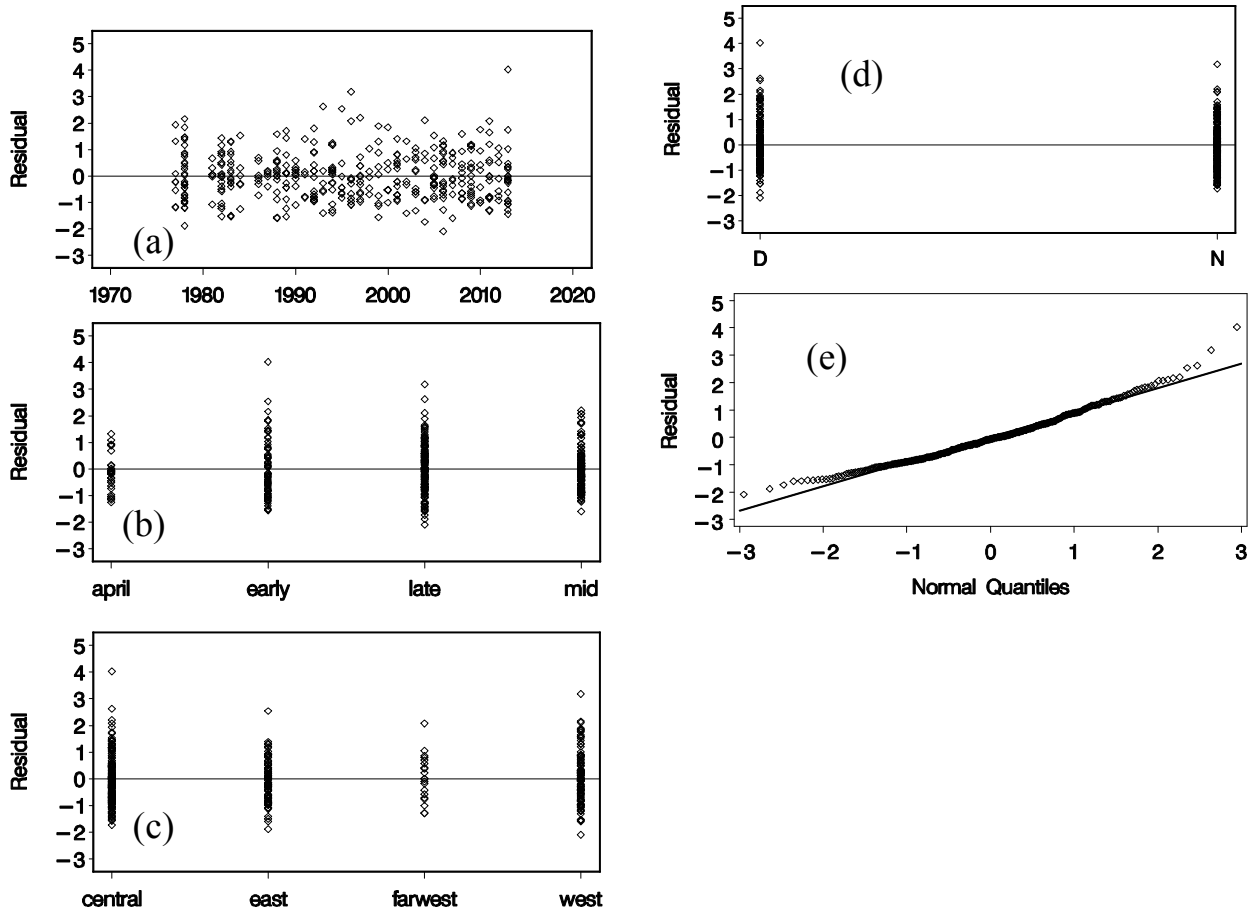 Residual
5
4
3
2
1
0
−1
−2
−3
(a)
1970 1980 1990 2000 2010 2020
Residual
5
4
3
2
1
0
−1
−2
−3
(b)
april early late mid
Residual
5
4
3
2
1
0
−1
−2
−3
(c)
central east farwest west
Residual
5
4
3
2
1
0
−1
−2
−3
(d)
D N
Residual
5
4
3
2
1
0
−1
−2
−3
(e)
−3 −2 −1 0 1 2 3
Normal Quantiles